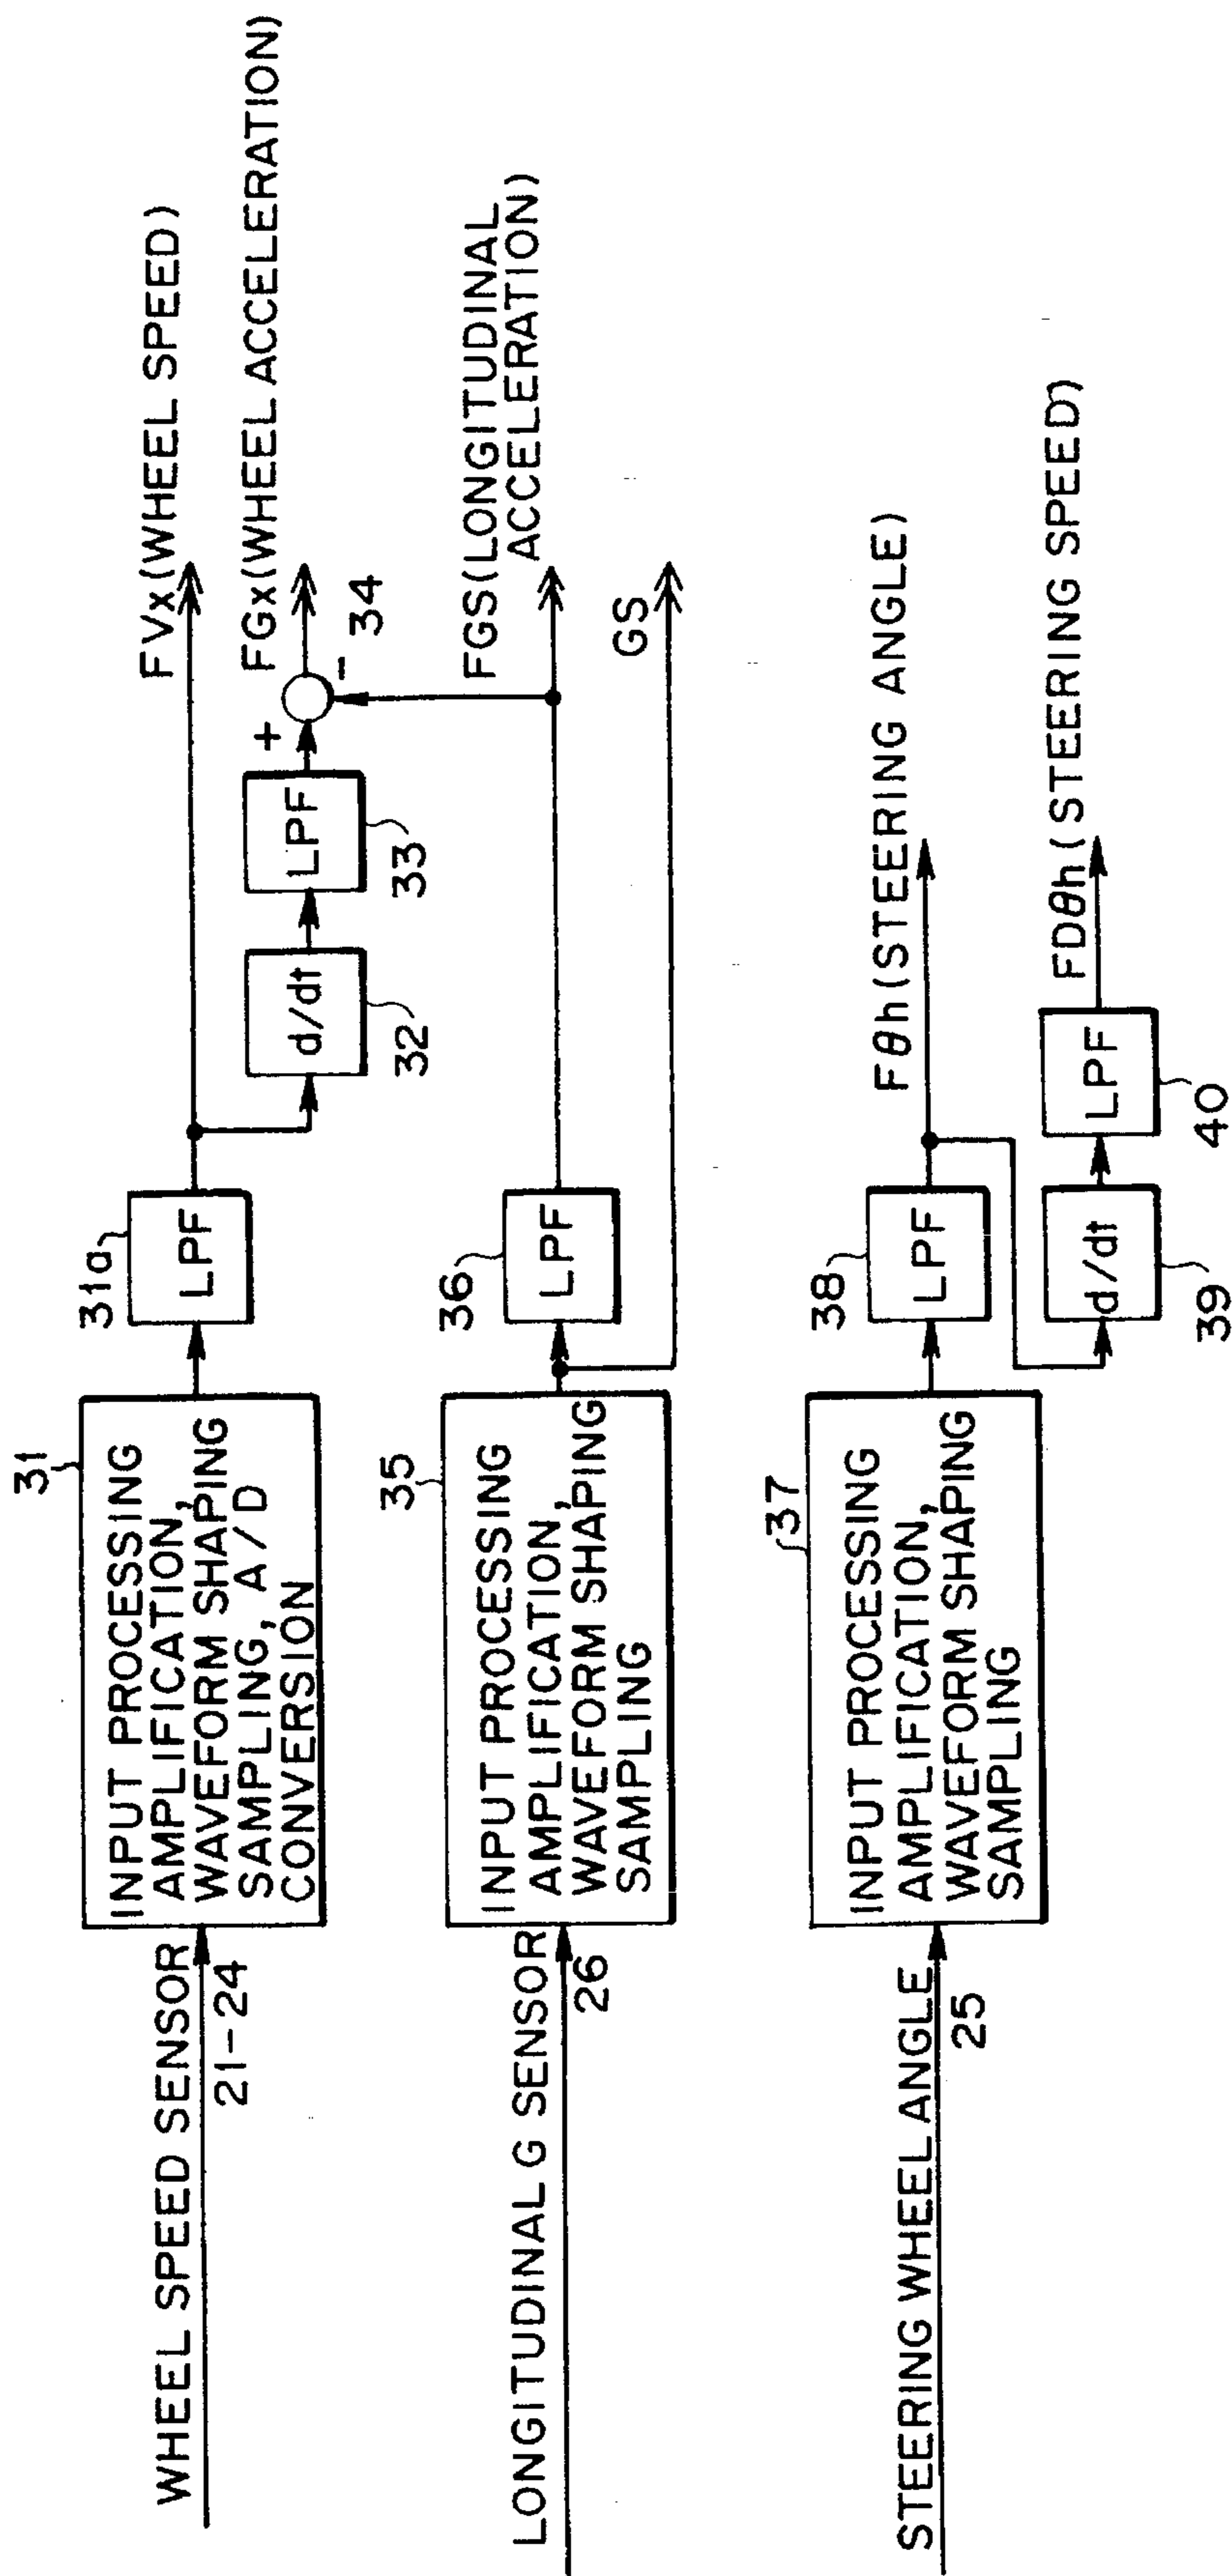 WHEEL SPEED SENSOR
21-24
31
INPUT PROCESSING
AMPLIFICATION,
WAVEFORM SHAPING
SAMPLING, A/D
CONVERSION
31a
LPF
FVx(WHEEL SPEED)
d/dt
32
LPF
33
+
-
34
FGx(WHEEL ACCELERATION)
LONGITUDINAL G SENSOR
26
35
INPUT PROCESSING
AMPLIFICATION,
WAVEFORM SHAPING
SAMPLING
36
LPF
FGS(LONGITUDINAL
ACCELERATION)
GS
STEERING WHEEL ANGLE
25
37
INPUT PROCESSING
AMPLIFICATION,
WAVEFORM SHAPING
SAMPLING
38
LPF
Fθh(STEERING ANGLE)
d/dt
39
LPF
40
FDθh(STEERING SPEED)